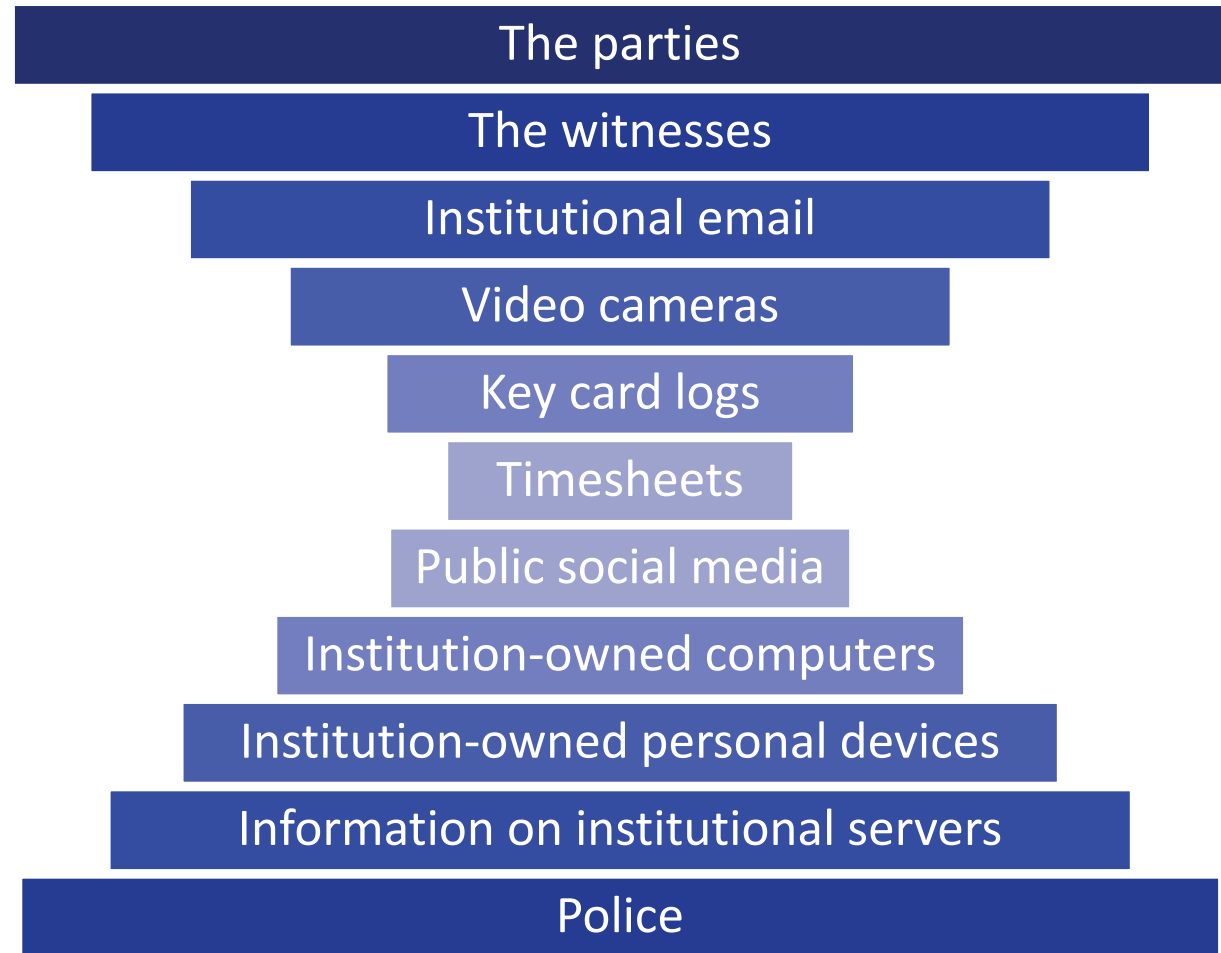 The parties
The witnesses
Institutional email
Video cameras
Key card logs
Timesheets
Public social media
Institution-owned computers
Institution-owned personal devices
Information on institutional servers
Police